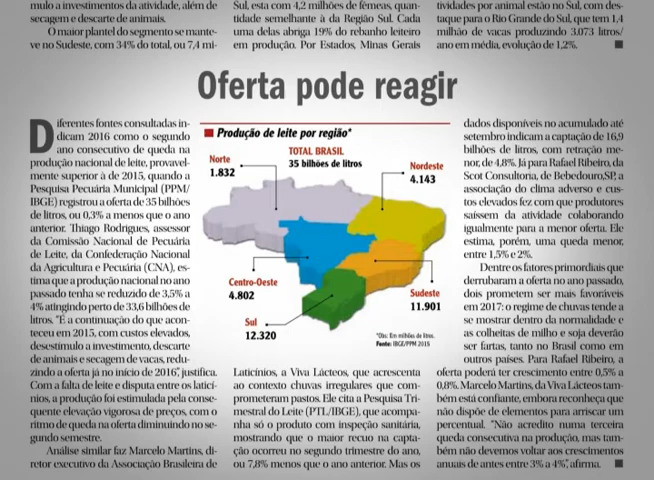 mulo a investimentos da atividade, além de
secagem e descarte de animais.
O maior plantel do segmento se mante-
ve no Sudeste, com 34% do total, ou 7,4 mi-
Sul, esta com 4,2 milhões de fêmeas, quan-
tidade semelhante à da Região Sul. Cada
uma delas abriga 19% do rebanho leiteiro
em produção. Por Estados, Minas Gerais
tividades por animal estão no Sul, com des-
taque para o Rio Grande do Sul, que tem 1,4
milhão de vacas produzindo 3.073 litros/
ano em média, evolução de 1,2%.
Oferta pode reagir
Diferentes fontes consultadas in-
dicam 2016 como o segundo
ano consecutivo de queda na
produção nacional de leite, provavel-
mente superior à de 2015, quando a
Pesquisa Pecuária Municipal (PPM/
IBGE) registrou a oferta de 35 bilhões
de litros, ou 0,3% a menos que o ano
anterior. Thiago Rodrigues, assessor
da Comissão Nacional de Pecuária
de Leite, da Confederação Nacional
da Agricultura e Pecuária (CNA), es-
tima que a produção nacional no ano
passado tenha se reduzido de 3,5% a
4% atingindo perto de 33,6 bilhões de
litros. "É a continuação do que acon-
teceu em 2015, com custos elevados,
desestímulo a investimento, descarte
de animais e secagem de vacas, redu-
zindo a oferta já no início de 2016", justifica.
Com a falta de leite e disputa entre os laticí-
nios, a produção foi estimulada pela conse-
quente elevação vigorosa de preços, com o
ritmo de queda na oferta diminuindo no se-
gundo semestre.
Análise similar faz Marcelo Martins, di-
retor executivo da Associação Brasileira de
Produção de leite por região*
TOTAL BRASIL
35 bilhões de litros
Norte
1.832
Nordeste
4.143
Centro-Oeste
4.802
Sudeste
11.901
Sul
12.320
*Obs: Em milhões de litros.
Fonte: IBGE/PPM 2015
Laticínios, a Viva Lácteos, que acrescenta
ao contexto chuvas irregulares que com-
prometeram pastos. Ele cita a Pesquisa Tri-
mestral do Leite (PTL/IBGE), que acompa-
nha só o produto com inspeção sanitária,
mostrando que o maior recuo na capta-
ção ocorreu no segundo trimestre do ano,
ou 7,8% menos que o ano anterior. Mas os
dados disponíveis no acumulado até
setembro indicam a captação de 16,9
bilhões de litros, com retração me-
nor, de 4,8%. Já para Rafael Ribeiro, da
Scot Consultoria, de Bebedouro,SP, a
associação do clima adverso e cus-
tos elevados fez com que produtores
saíssem da atividade colaborando
igualmente para a menor oferta. Ele
estima, porém, uma queda menor,
entre 1,5% e 2%.
Dentre os fatores primordiais que
derrubaram a oferta no ano passado,
dois prometem ser mais favoráveis
em 2017: o regime de chuvas tende a
se mostrar dentro da normalidade e
as colheitas de milho e soja deverão
ser fartas, tanto no Brasil como em
outros países. Para Rafael Ribeiro, a
oferta poderá ter crescimento entre 0,5% a
0,8%. Marcelo Martins, da Viva Lácteos tam-
bém está confiante, embora reconheça que
não dispõe de elementos para arriscar um
percentual. "Não acredito numa terceira
queda consecutiva na produção, mas tam-
bém não devemos voltar aos crescimentos
anuais de antes entre 3% a 4%", afirma.